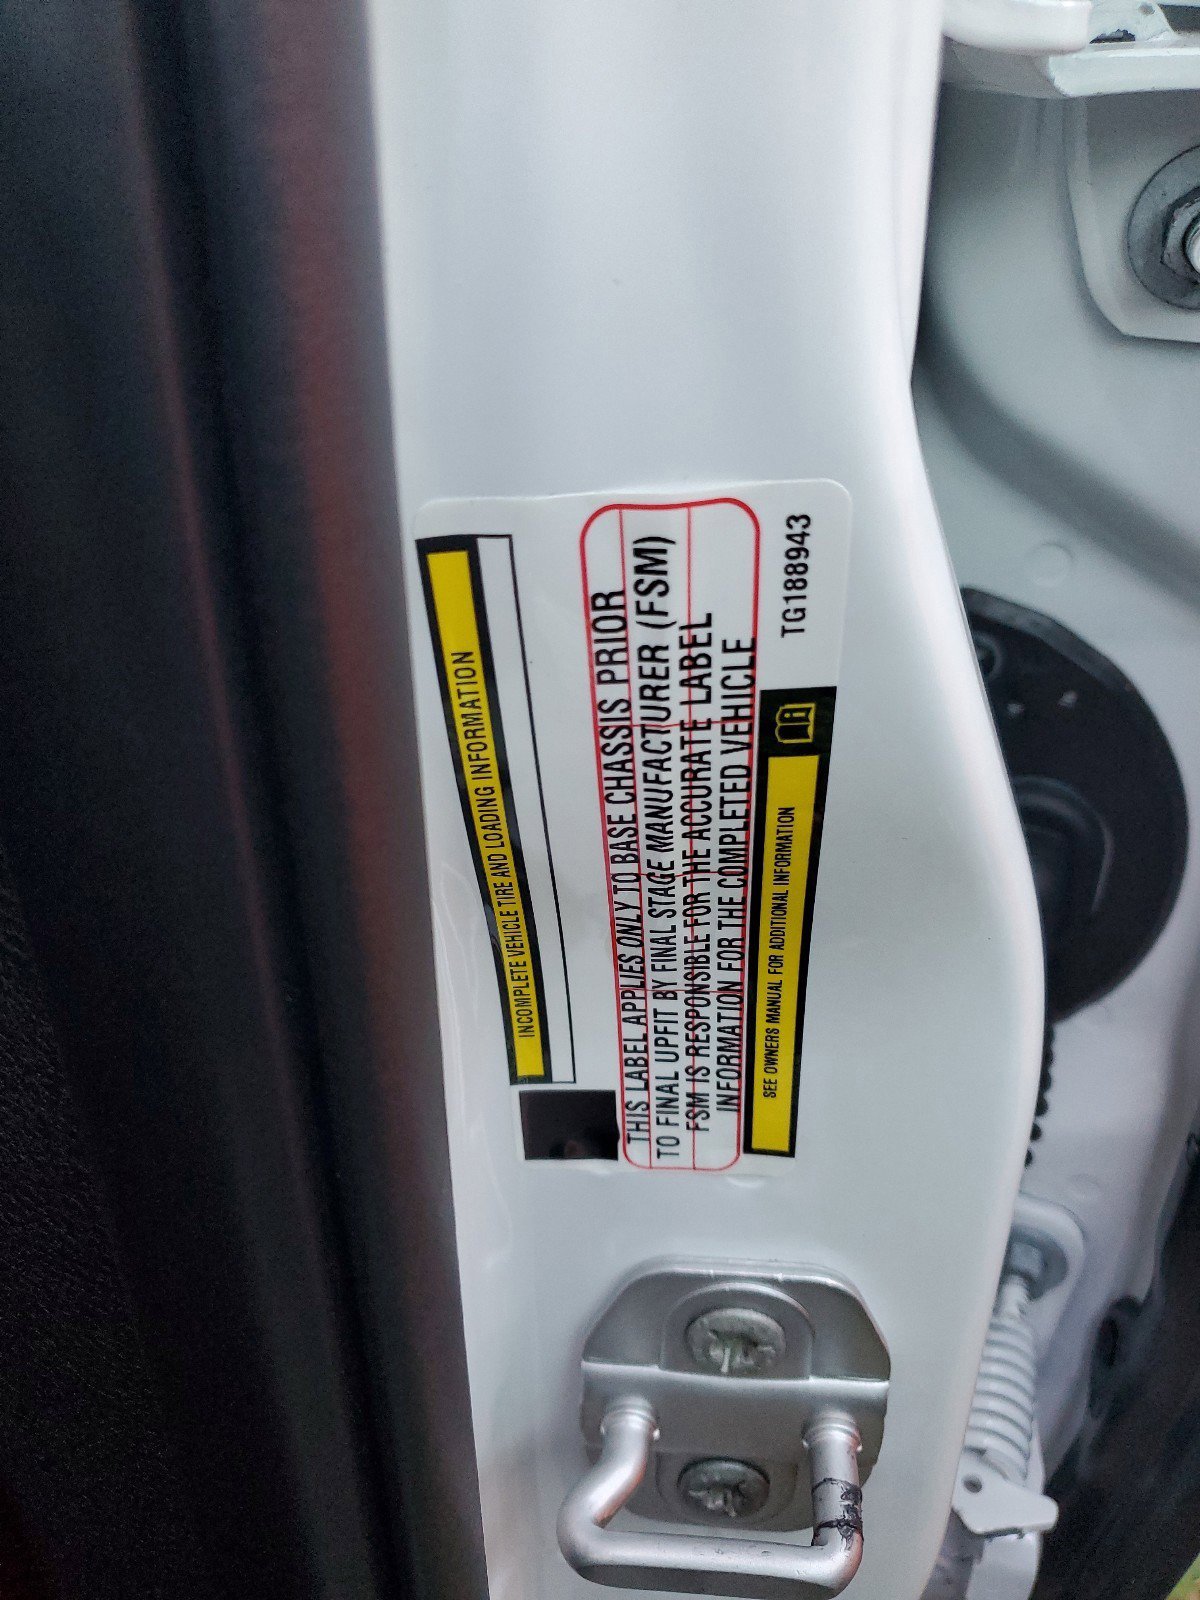 INCOMPLETE VEHICLE TIRE AND LOADING INFORMATION
THIS LABEL APPLIES ONLY TO BASE CHASSIS PRIOR
TO FINAL UPFIT BY FINAL STAGE MANUFACTURER (FSM)
FSM IS RESPONSIBLE FOR THE ACCURATE LABEL
INFORMATION FOR THE COMPLETED VEHICLE
SEE OWNERS MANUAL FOR ADDITIONAL INFORMATION
TG188943